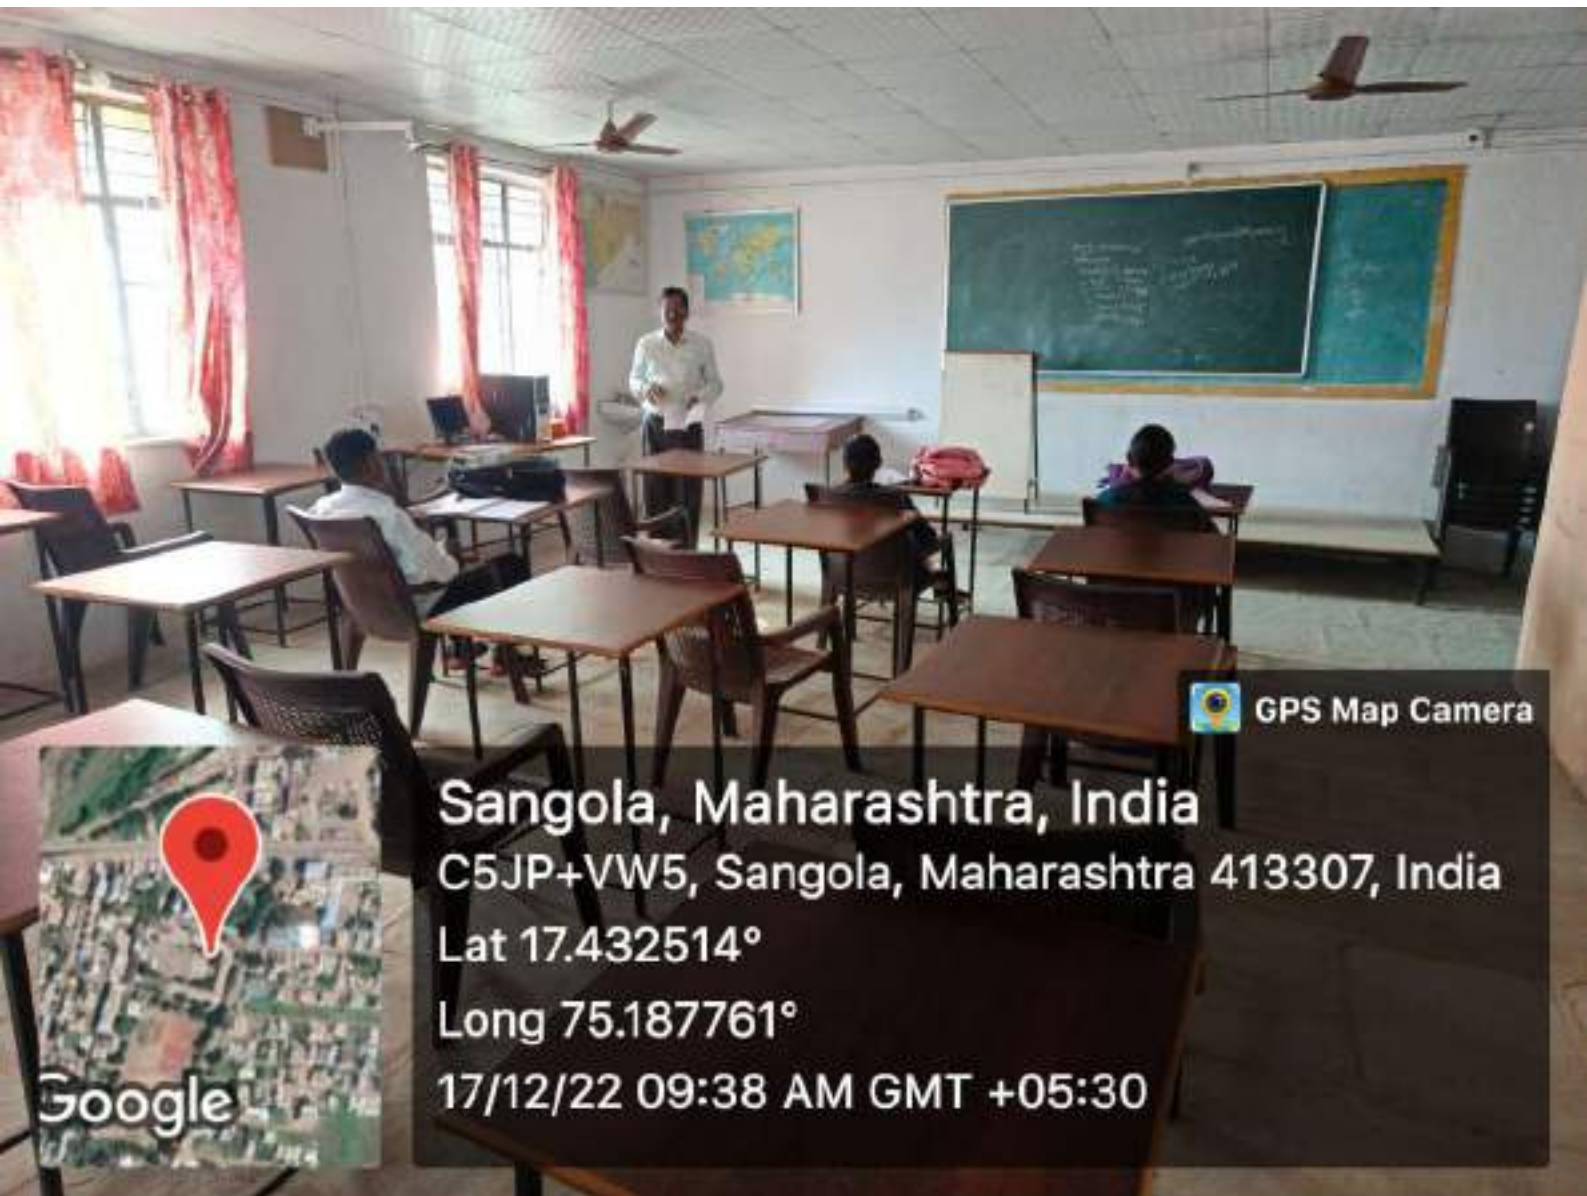 GPS Map Camera
Sangola, Maharashtra, India
C5JP+VW5, Sangola, Maharashtra 413307, India
Lat 17.432514°
Long 75.187761°
17/12/22 09:38 AM GMT +05:30
Google